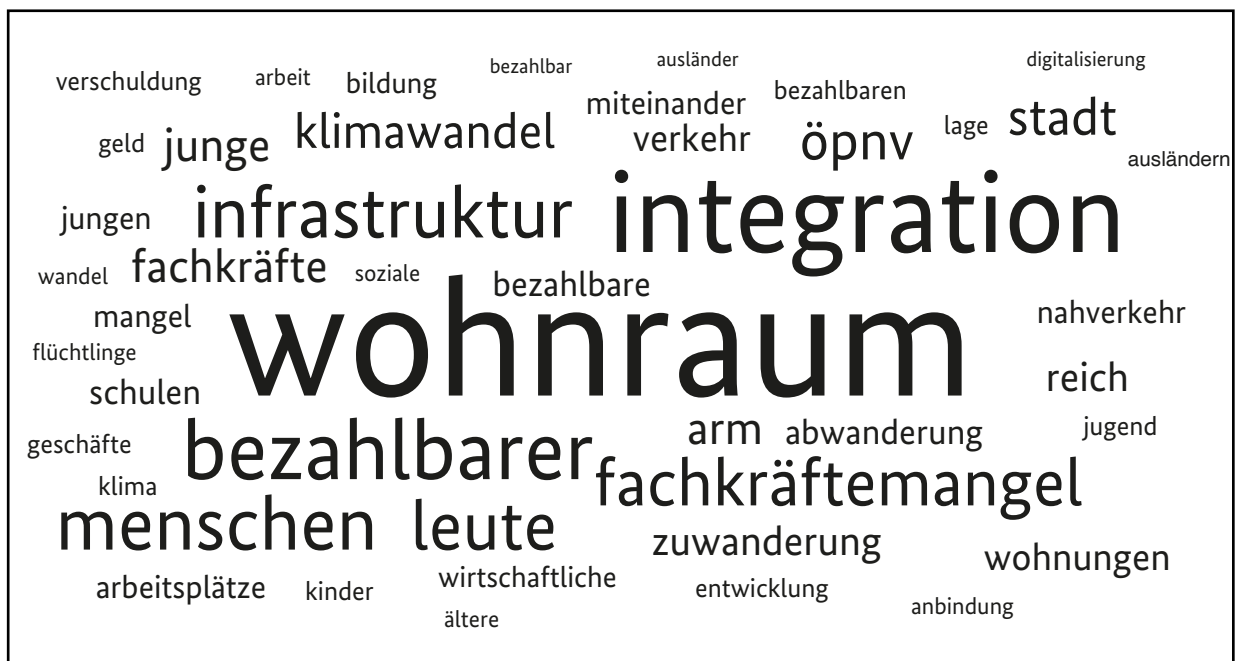 verschuldung arbeit bildung bezahlbar ausländer digitalisierung
miteinander bezahlbaren
geld junge klimawandel verkehr öpnv lage stadt
ausländern
jungen infrastruktur integration
wandel fachkräfte soziale bezahlbare
mangel wohnraum nahverkehr
flüchtlinge
schulen reich
geschäfte bezahlbarer arm abwanderung jugend
klima fachkräftemangel
menschen leute zuwanderung wohnungen
arbeitsplätze kinder wirtschaftliche entwicklung anbindung
ältere